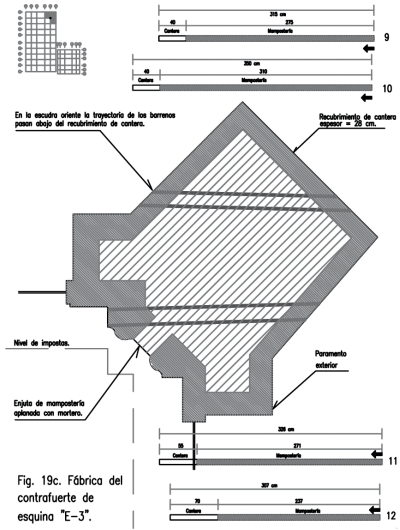 315 cm
40 275
Cantera Mampostería
9
350 cm
40 310
Cantera Mampostería
10
En la escudra oriente la trayectoria de los barrenos
pasan abajo del recubrimiento de cantera.
Recubrimiento de cantera
espesor = 28 cm.
Nivel de impostas.
Paramento
exterior
Enjuta de mampostería
aplanada con mortero.
326 cm
55 271
Cantera Mampostería
11
307 cm
70 237
Cantera Mampostería
12
Fig. 19c. Fábrica del
contrafuerte de
esquina "E-3".